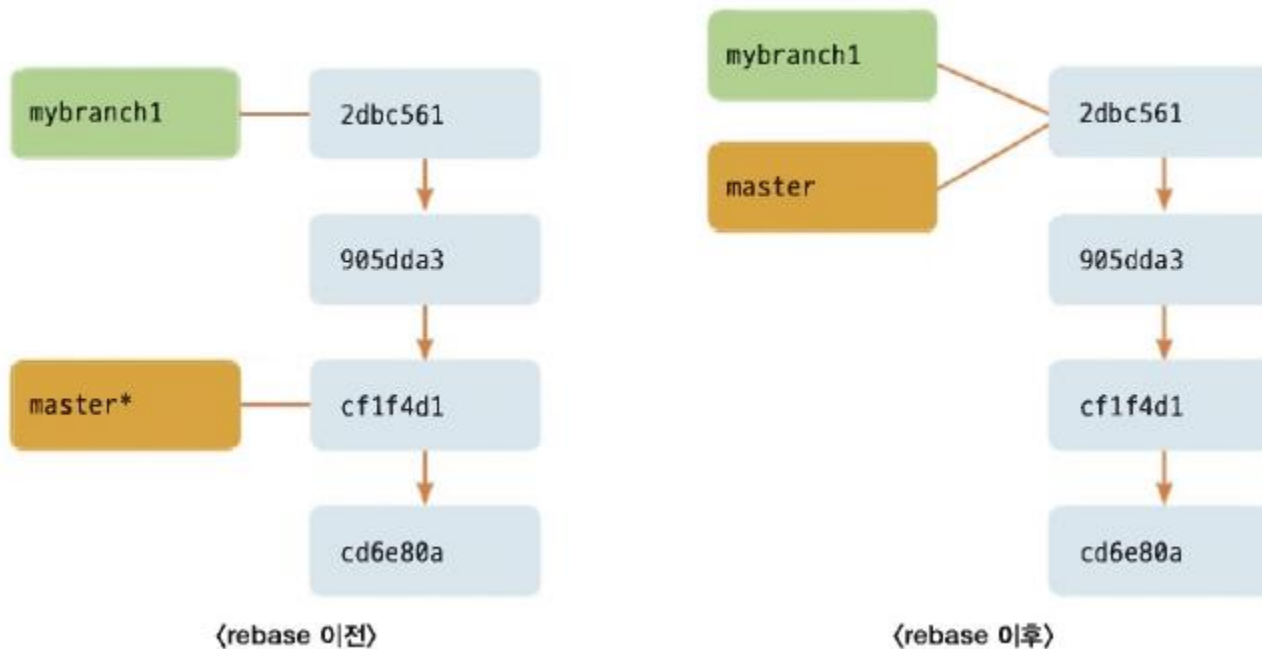 mybranch1
2dbc561
905dda3
master*
cf1f4d1
cd6e80a
〈rebase 이전〉
mybranch1
master
2dbc561
905dda3
cf1f4d1
cd6e80a
〈rebase 이후〉